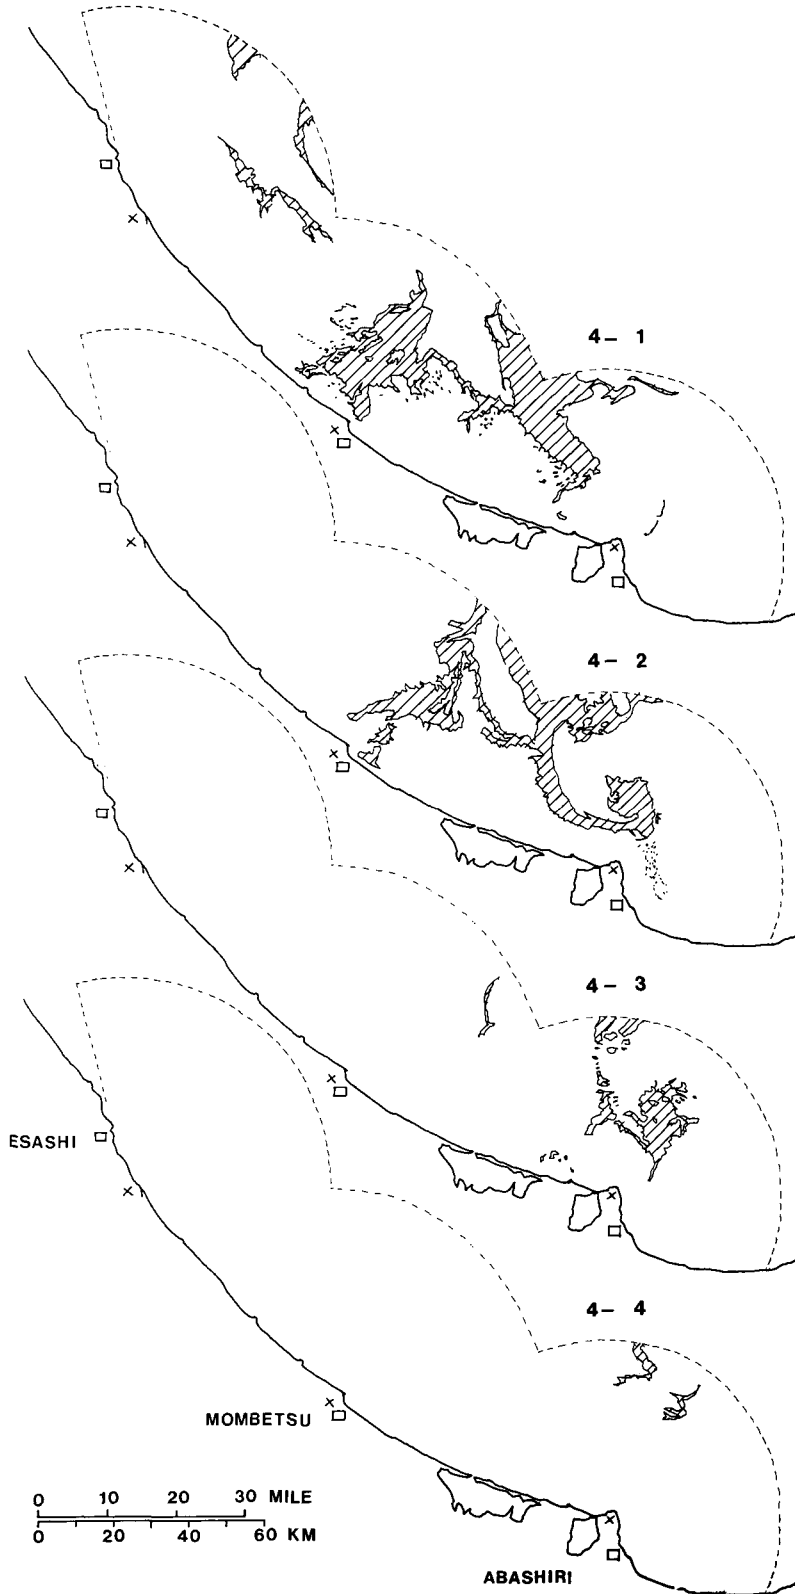 4 – 1
4 – 2
4 – 3
4 – 4
ESASHI
MOMBETSU
ABASHIRI
0 10 20 30 MILE
0 20 40 60 KM